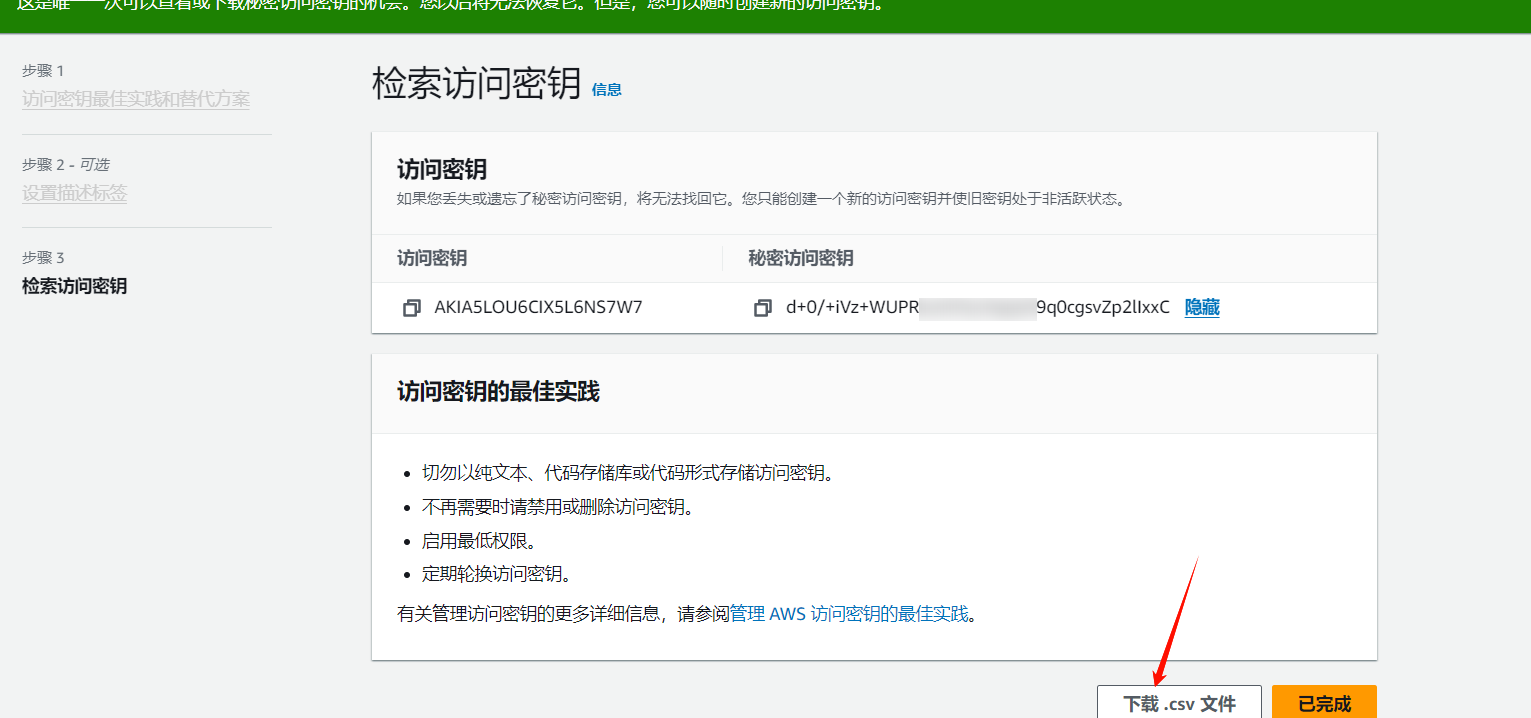 这是唯一一次可以查看或下载秘密访问密钥的机会。您以后将无法恢复它。但是，您可以随时创建新的访问密钥。
步骤 1
访问密钥最佳实践和替代方案
步骤 2 - 可选
设置描述标签
步骤 3
检索访问密钥
检索访问密钥 信息
访问密钥
如果您丢失或遗忘了秘密访问密钥，将无法找回它。您只能创建一个新的访问密钥并使旧密钥处于非活跃状态。
访问密钥 秘密访问密钥
AKIA5LOU6CIX5L6NS7W7 d+0/+iVz+WUPR 9q0cgsvZp2lIxxC 隐藏
访问密钥的最佳实践
• 切勿以纯文本、代码存储库或代码形式存储访问密钥。
• 不再需要时请禁用或删除访问密钥。
• 启用最低权限。
• 定期轮换访问密钥。
有关管理访问密钥的更多详细信息，请参阅管理 AWS 访问密钥的最佳实践。
下载 .csv 文件 已完成